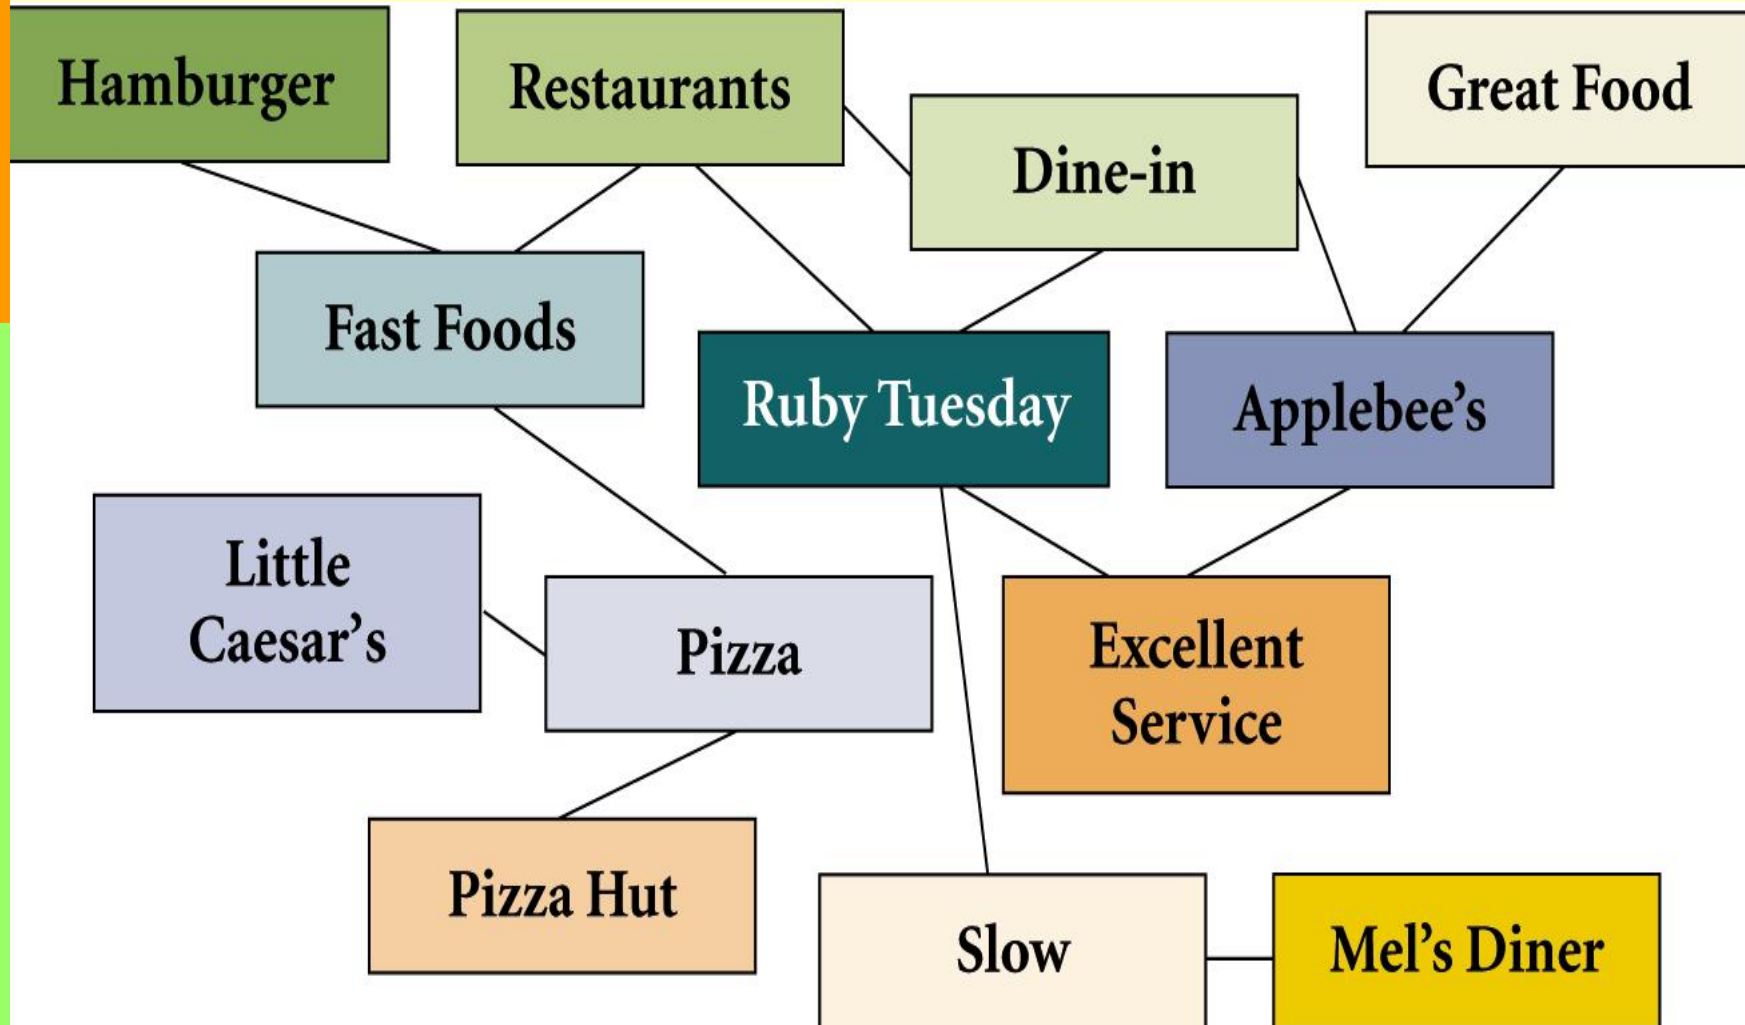 Hamburger
Restaurants
Great Food
Dine-in
Fast Foods
Ruby Tuesday
Applebee’s
Little
Caesar’s
Pizza
Excellent
Service
Pizza Hut
Slow
Mel’s Diner